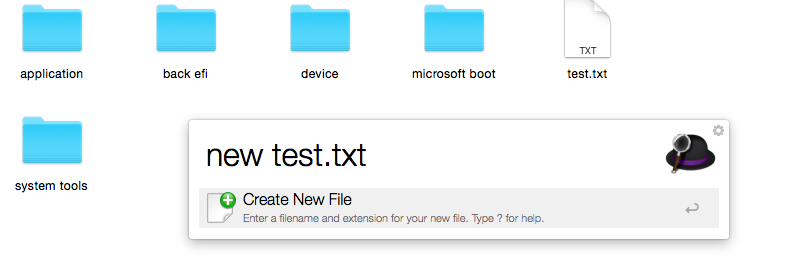 application
back efi
device
microsoft boot
TXT
test.txt
system tools
new test.txt
Create New File
Enter a filename and extension for your new file. Type ? for help.